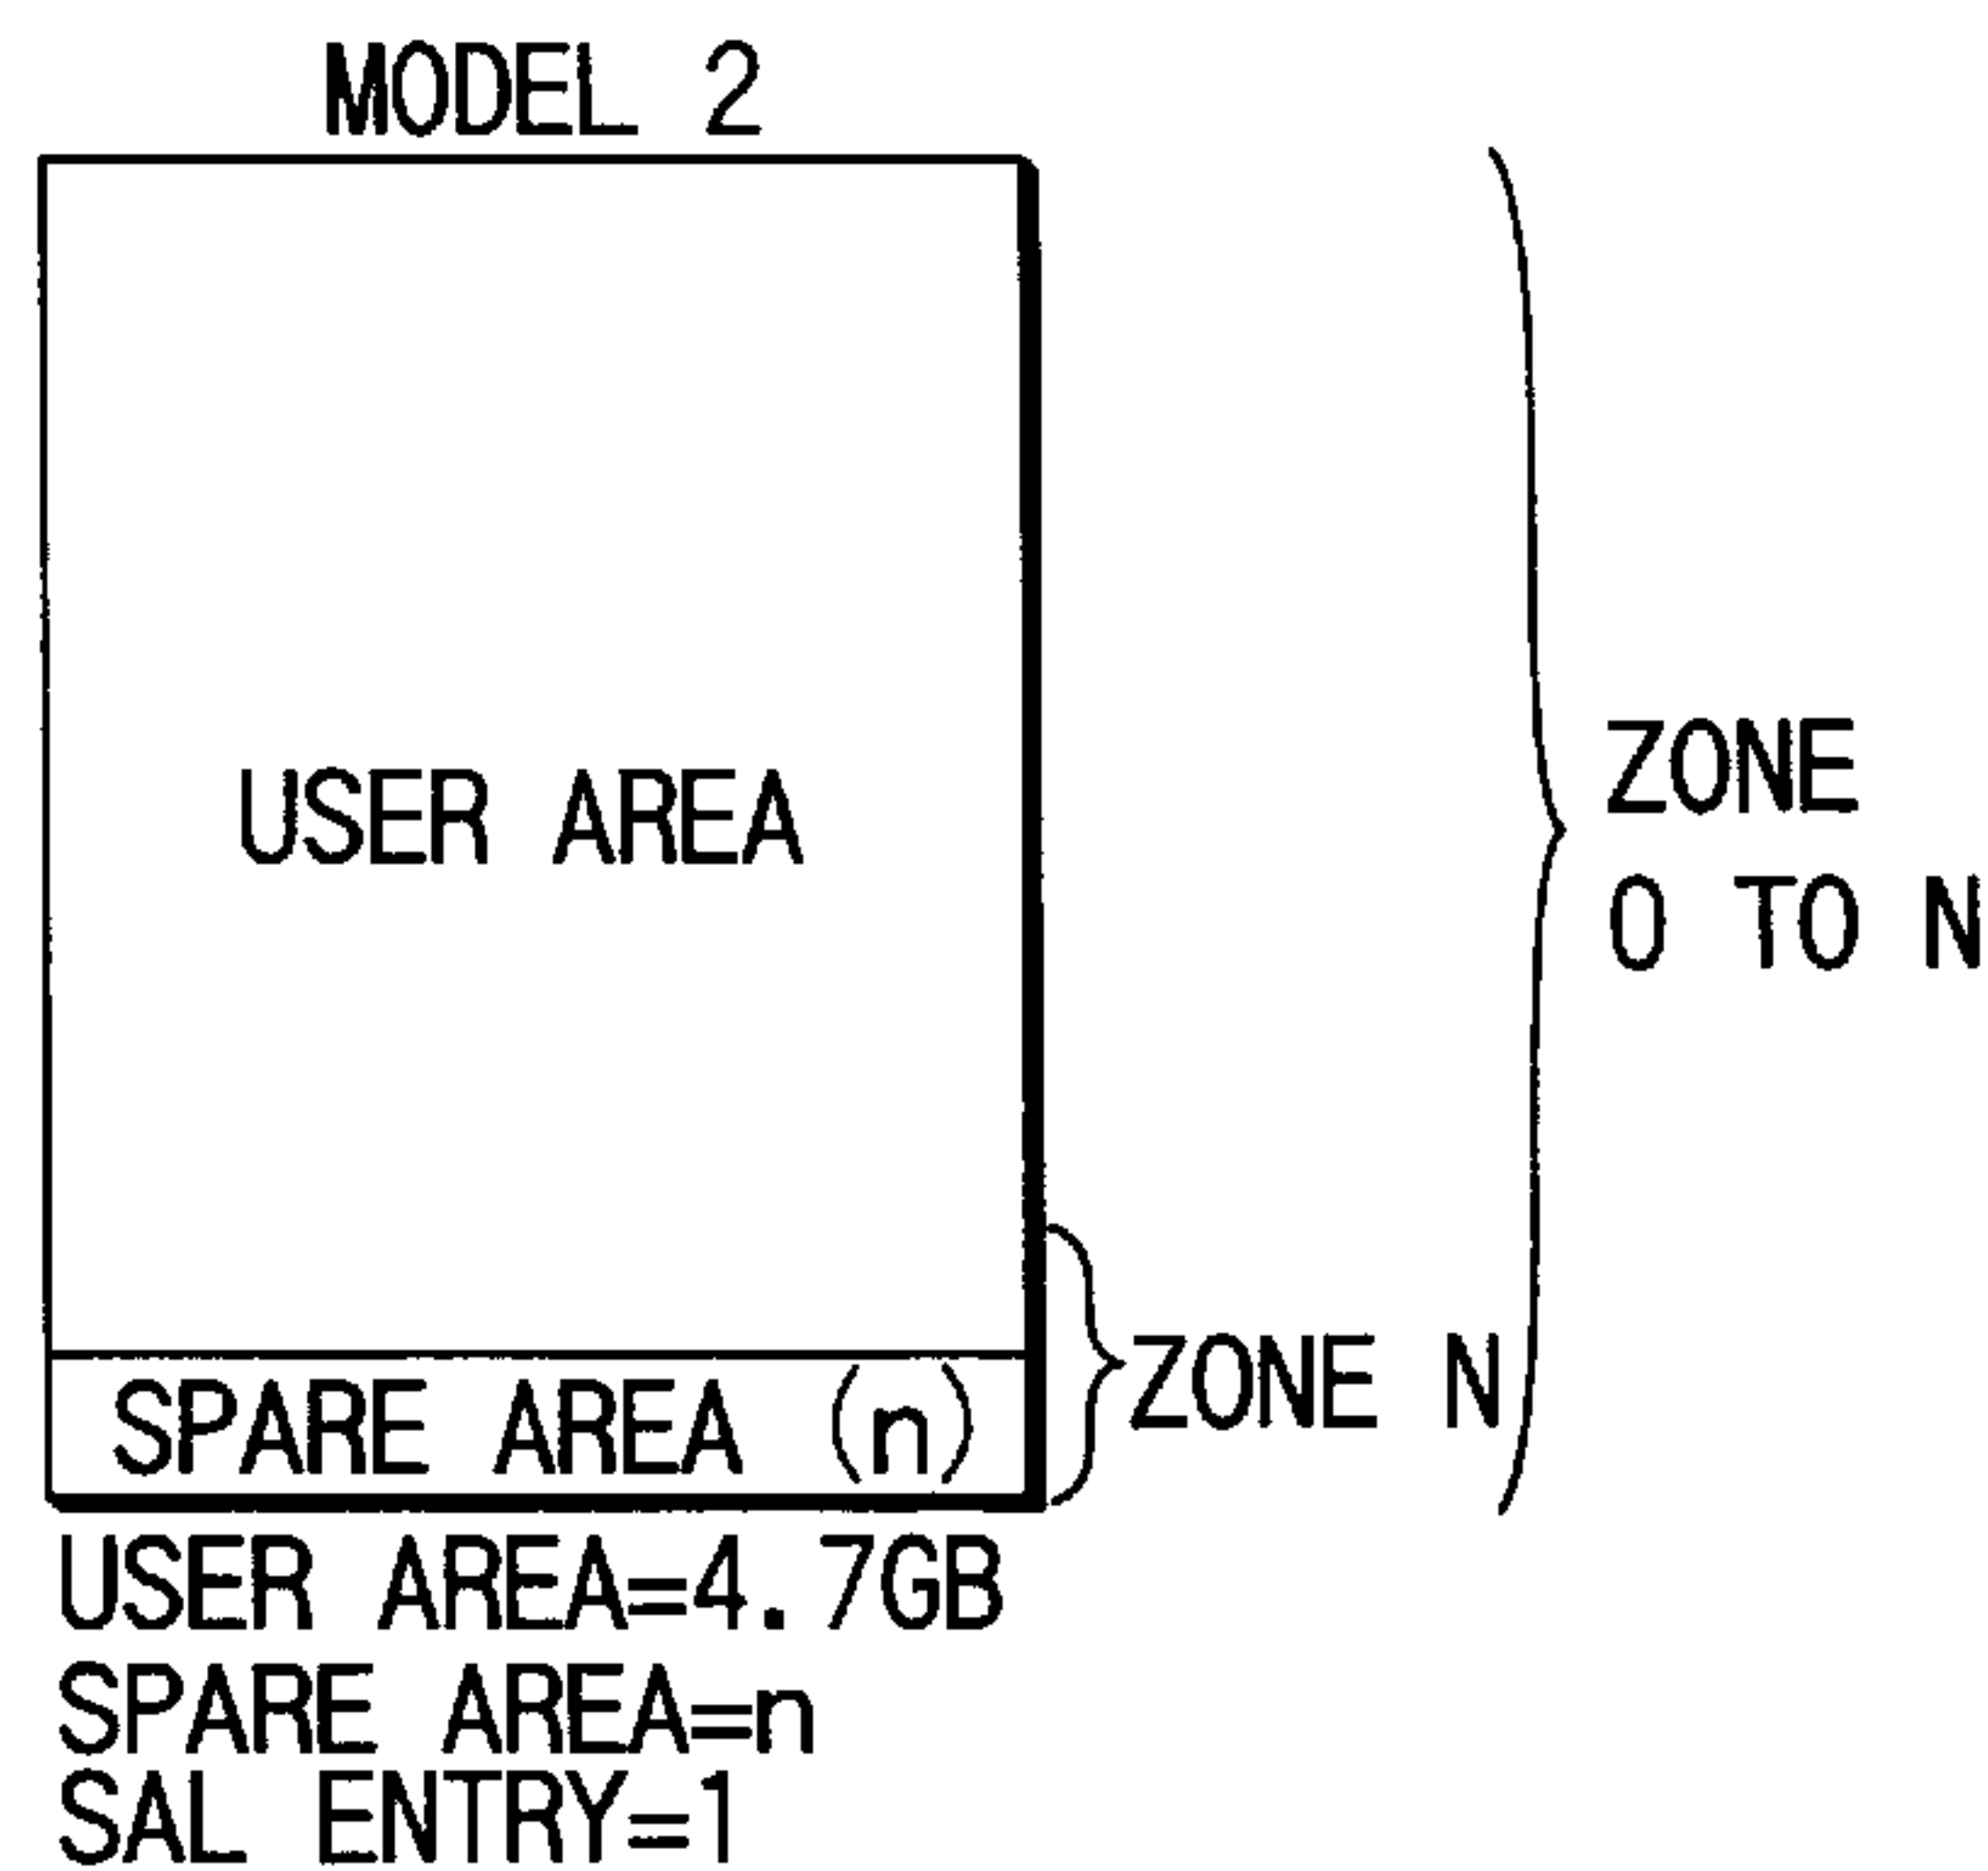 MODEL 2
USER AREA
ZONE
0 TO N
ZONE N
SPARE AREA (n)
USER AREA=4.7GB
SPARE AREA=n
SAL ENTRY=1